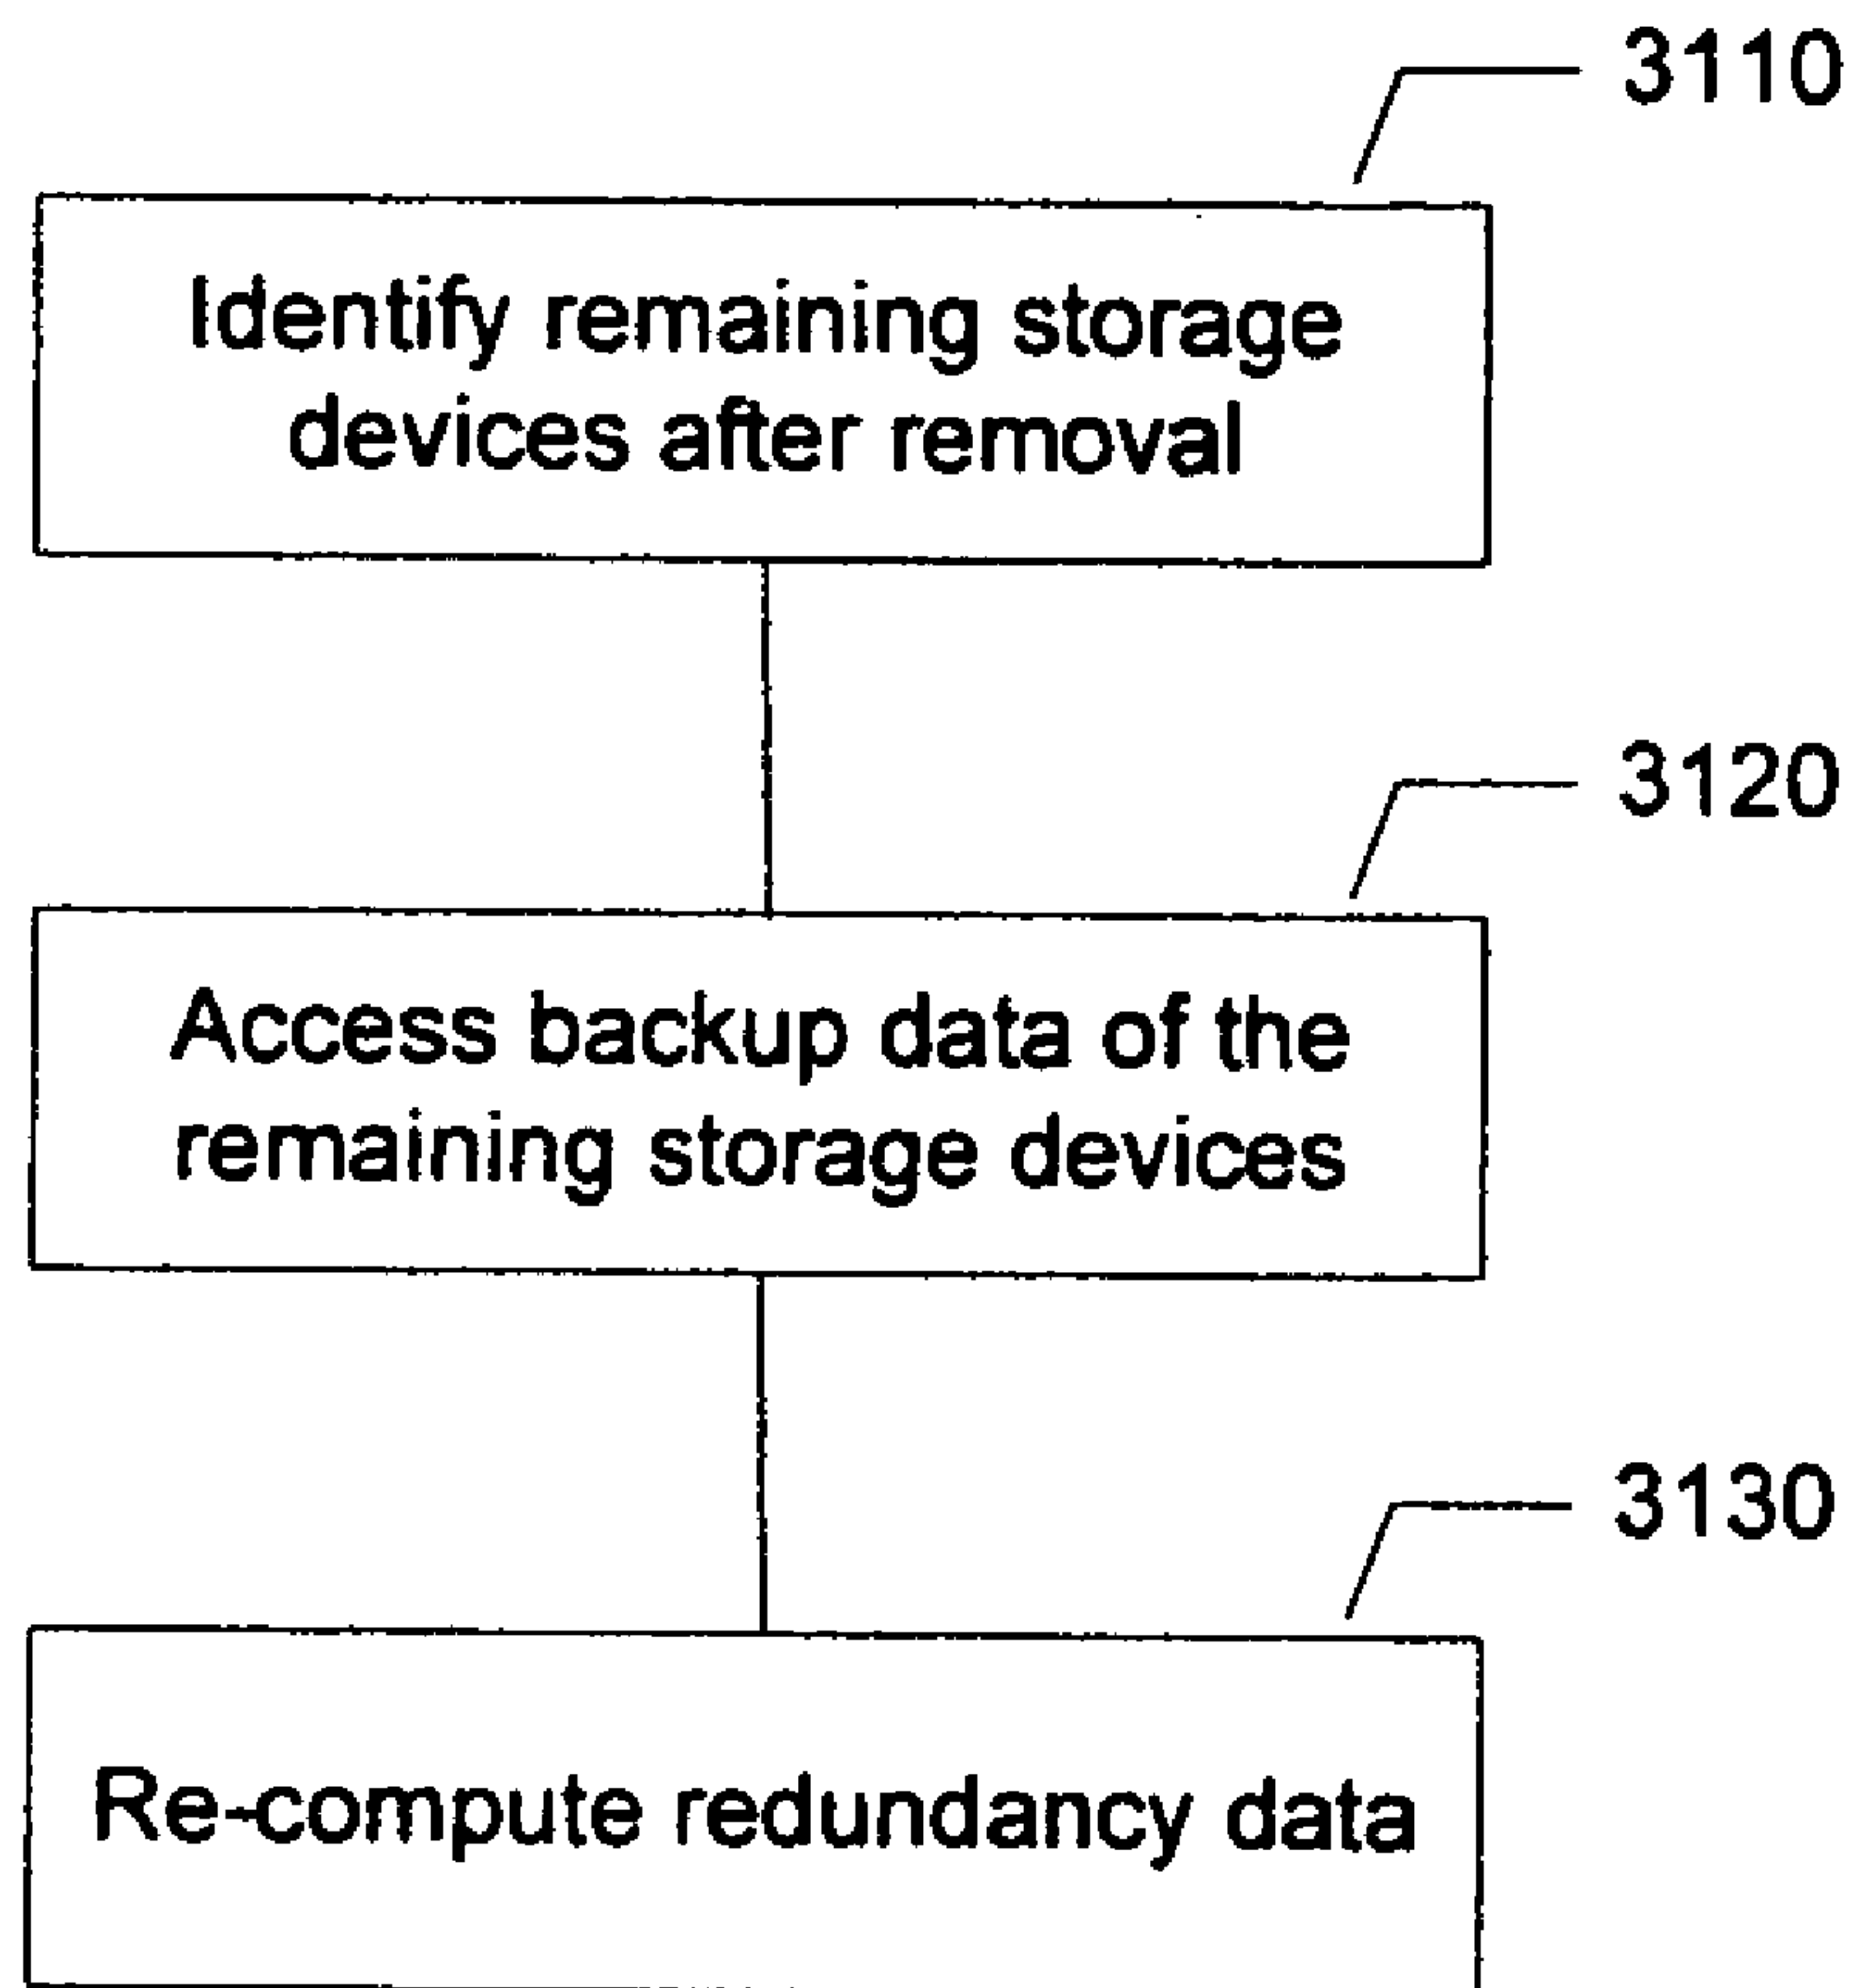 3110
Identify remaining storage
devices after removal
3120
Access backup data of the
remaining storage devices
3130
Re-compute redundancy data